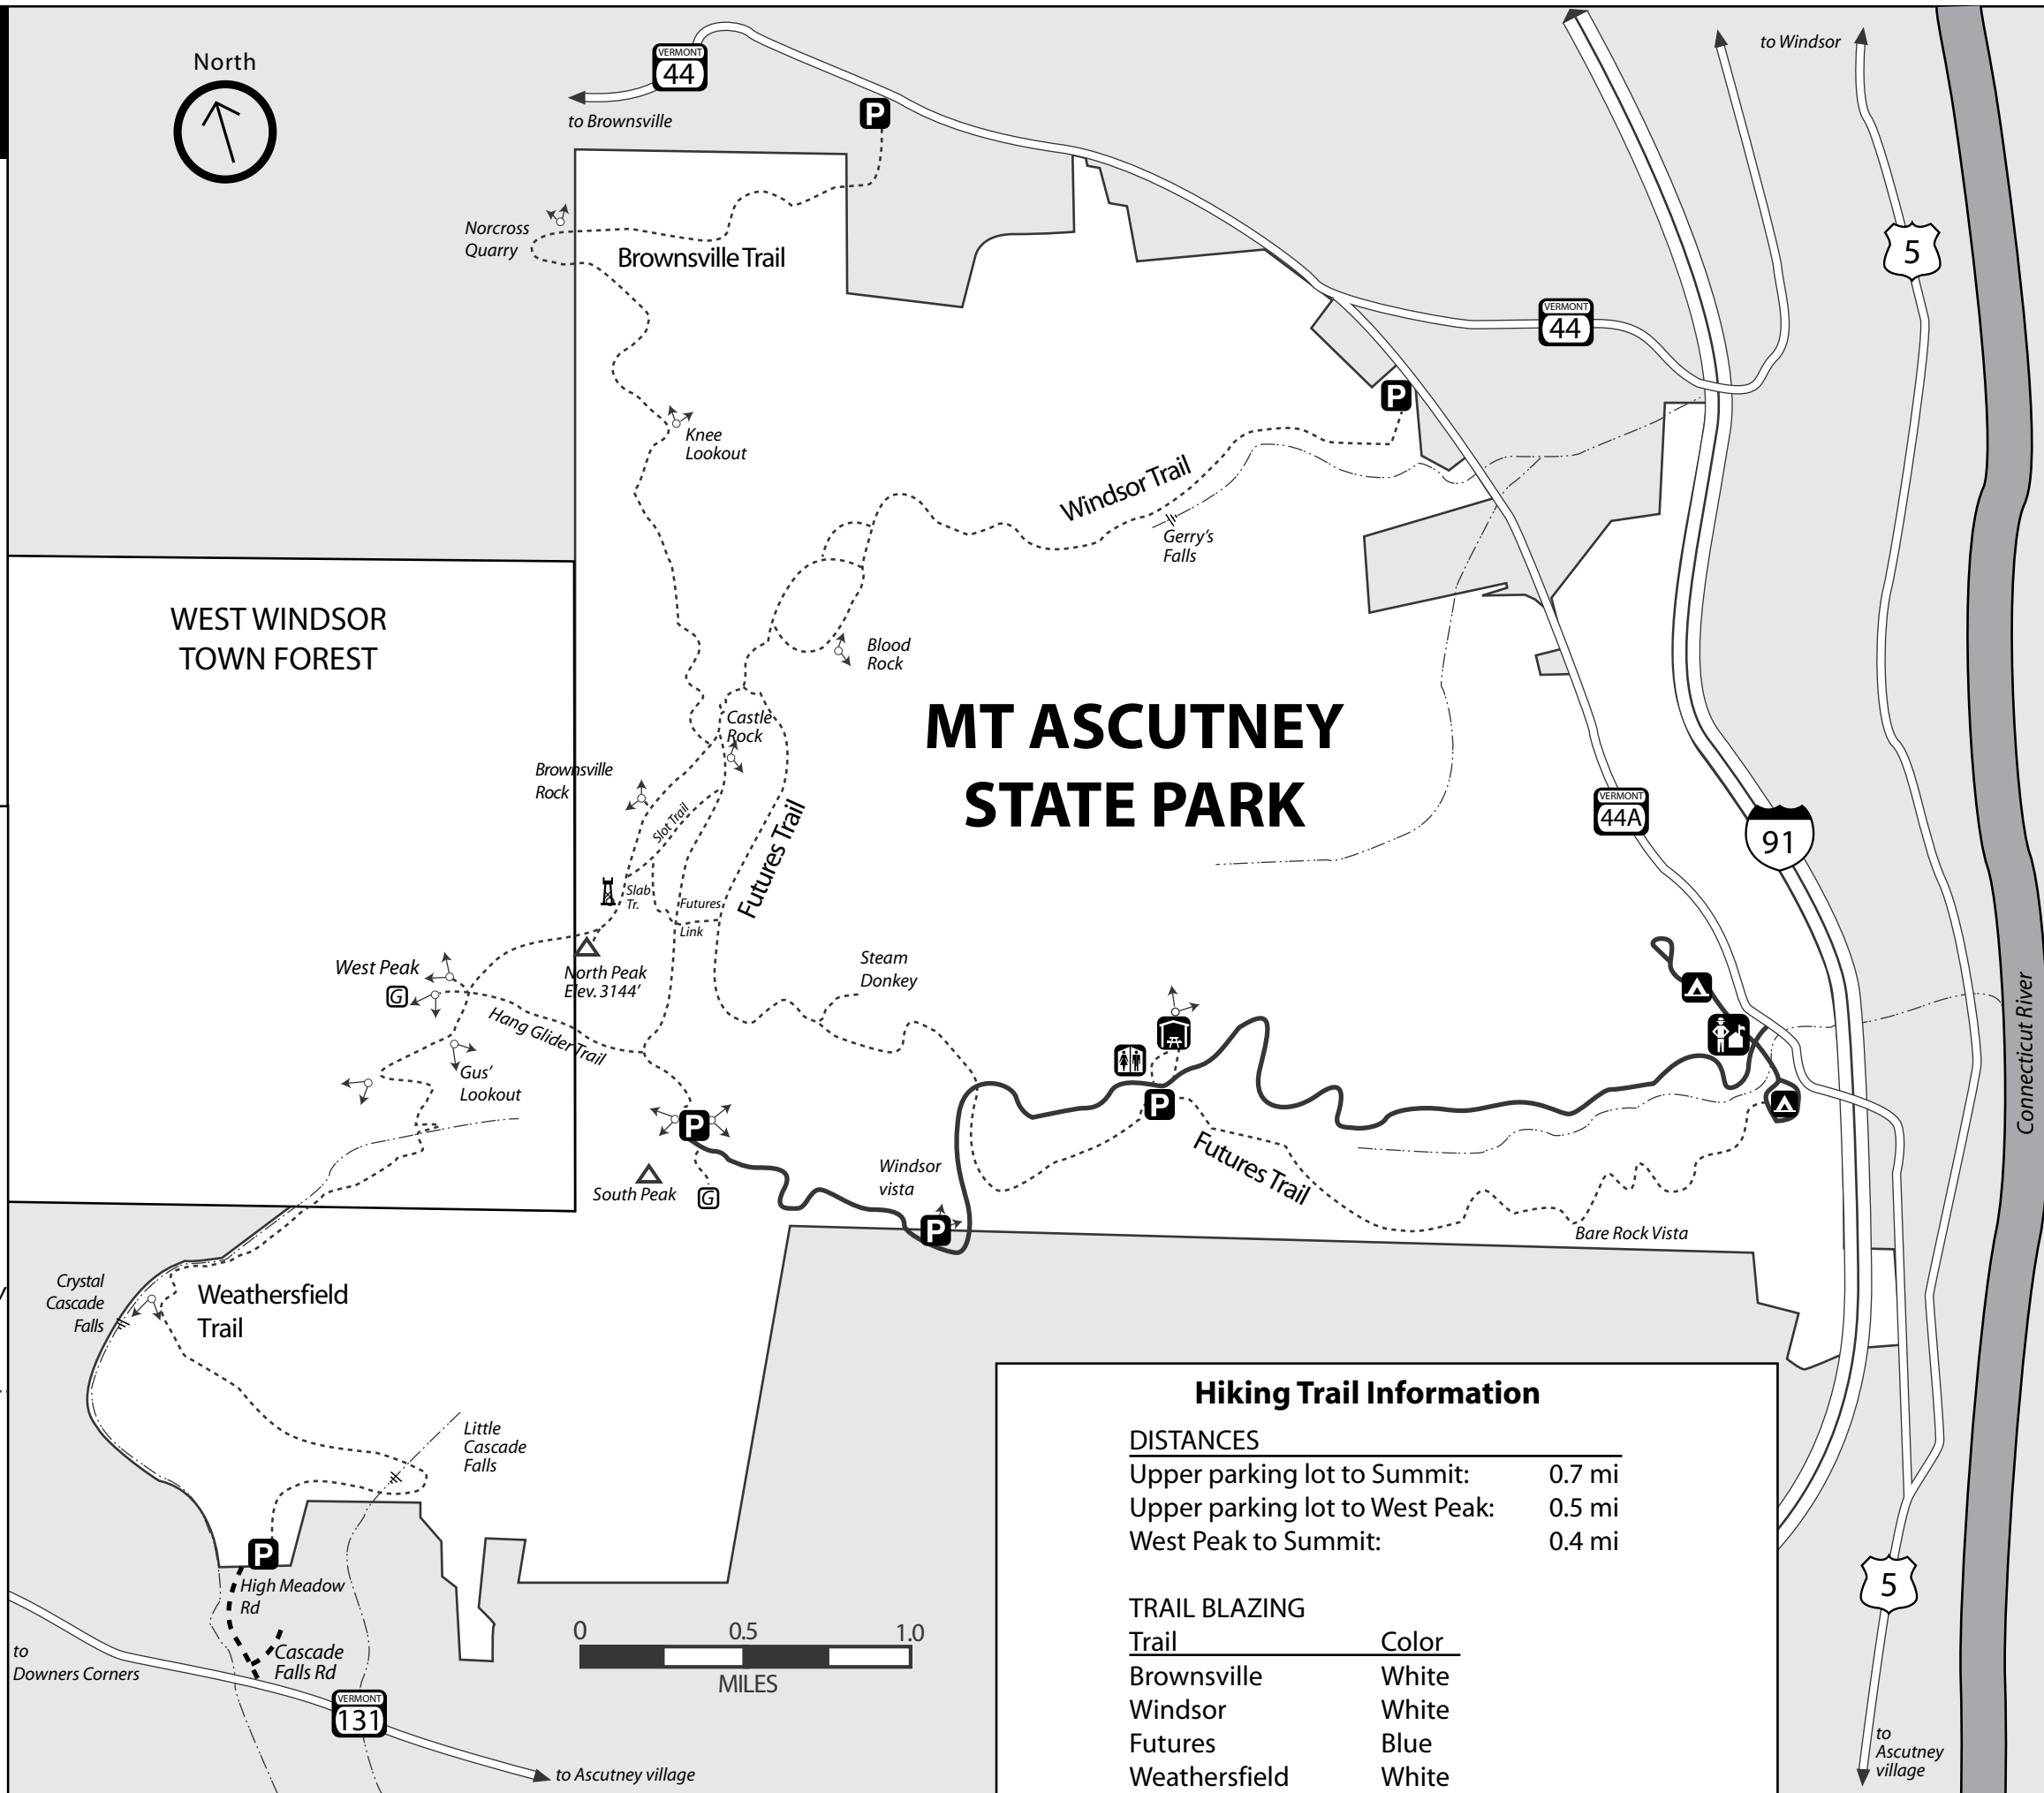 North
VERMONT
44
to Brownsville
P
to Windsor
5
Norcross
Quarry
Brownsville Trail
VERMONT
44
P
Knee
Lookout
Windsor Trail
Gerry's
Falls
WEST WINDSOR
TOWN FOREST
Blood
Rock
MT ASCUTNEY
STATE PARK
Castle
Rock
Brownsville
Rock
Slot Trail
Futures Trail
VERMONT
44A
91
Slab
Tr.
Futures
Link
West Peak
G
North Peak
Elev. 3144'
Steam
Donkey
Hang Glider Trail
Gus'
Lookout
Connecticut River
P
P
South Peak
G
Windsor
vista
P
Futures Trail
Bare Rock Vista
Crystal
Cascade
Falls
Weathersfield
Trail
Little
Cascade
Falls
P
High Meadow
Rd
Cascade
Falls Rd
to
Downers Corners
VERMONT
131
to Ascutney village
0 0.5 1.0
MILES
Hiking Trail Information
DISTANCES
Upper parking lot to Summit: 0.7 mi
Upper parking lot to West Peak: 0.5 mi
West Peak to Summit: 0.4 mi
TRAIL BLAZING
Trail Color
Brownsville White
Windsor White
Futures Blue
Weathersfield White
5
to
Ascutney
village